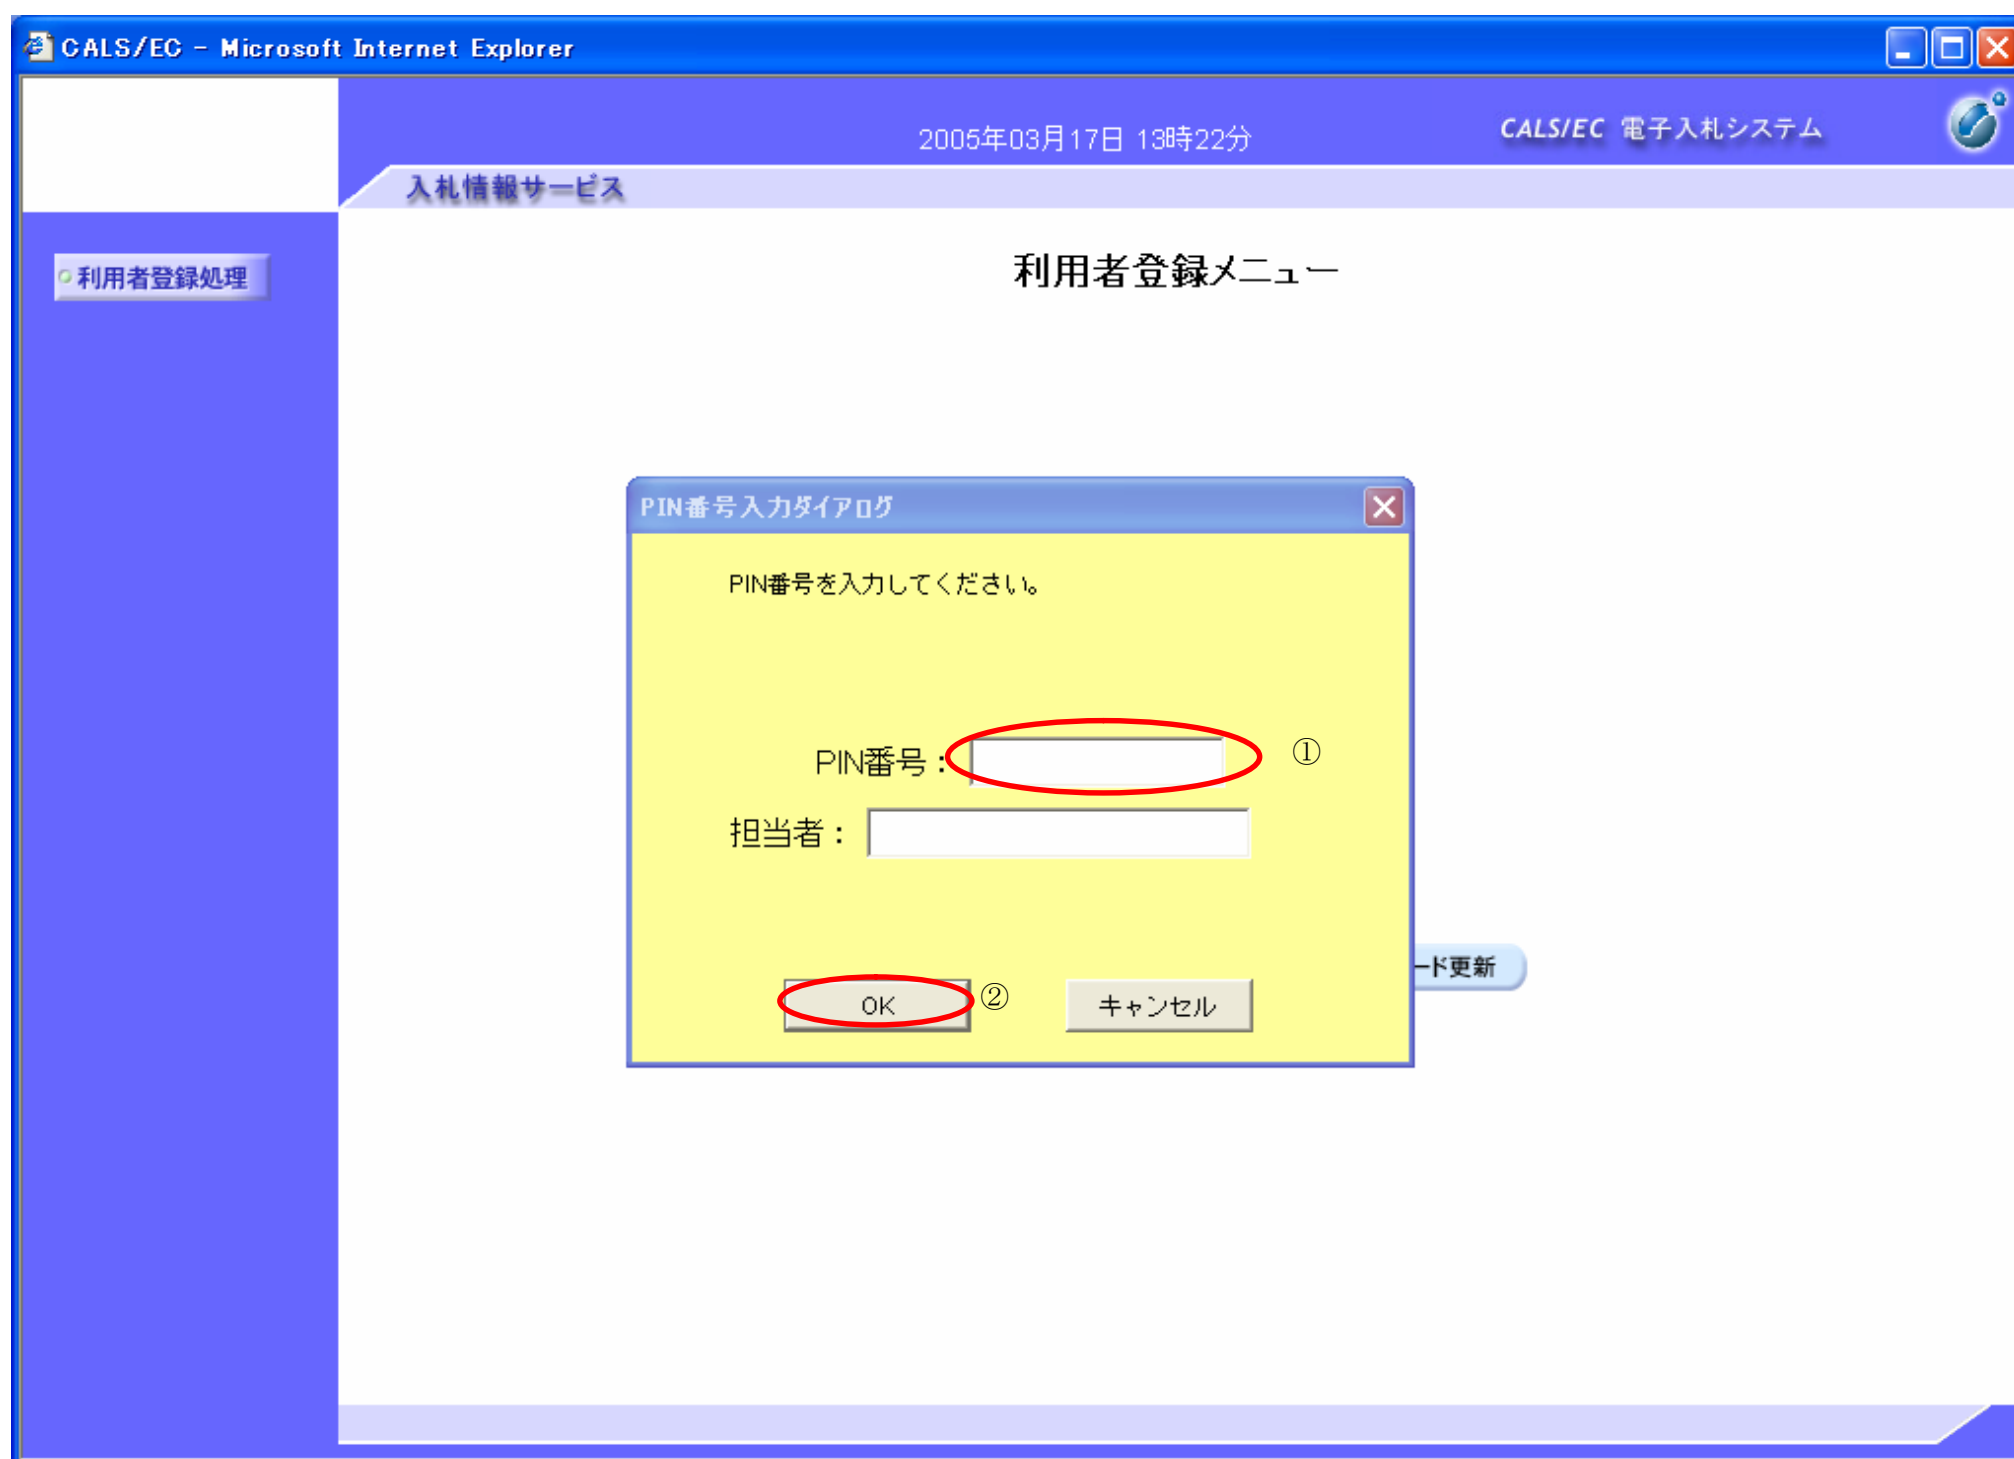 CALS/EC - Microsoft Internet Explorer
2005年03月17日 13時22分
CALS/EC 電子入札システム
入札情報サービス
利用者登録処理
利用者登録メニュー
PIN番号入力ダイアログ
PIN番号を入力してください。
PIN番号：
①
担当者：
ード更新
OK
②
キャンセル